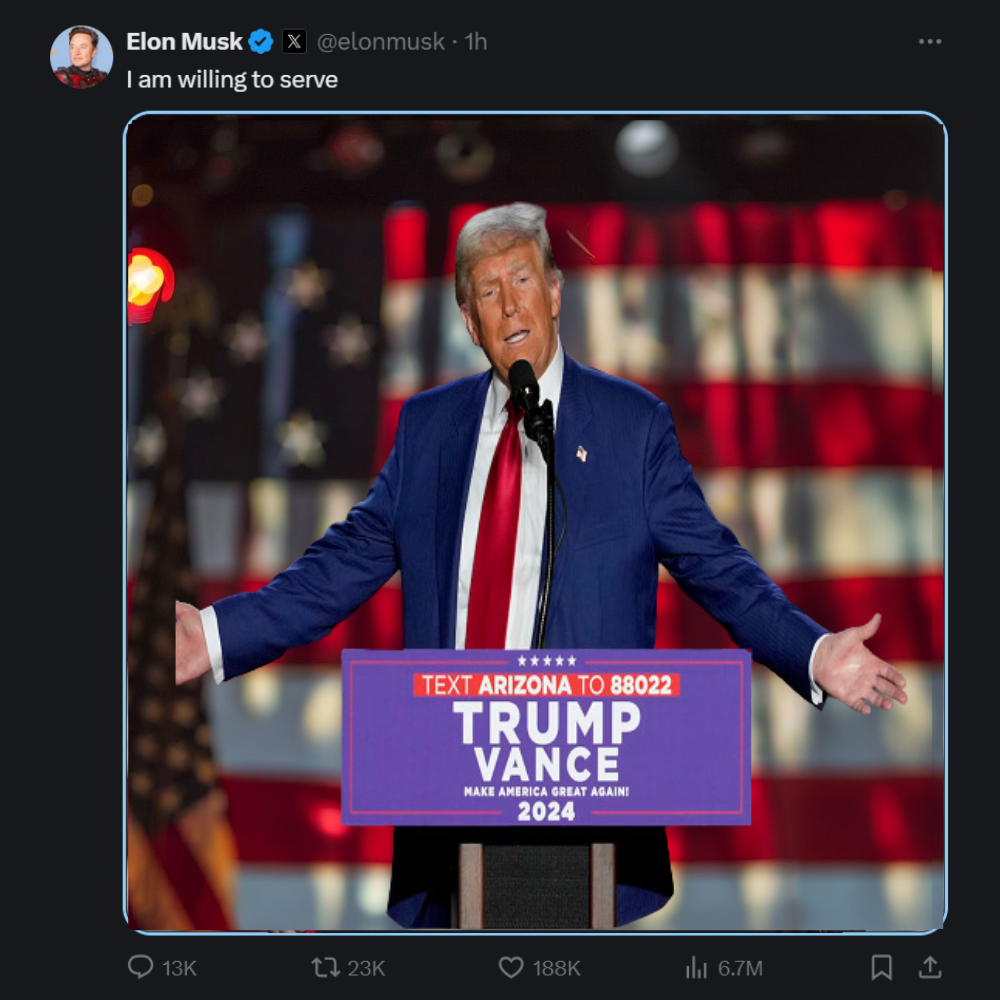 Elon Musk X @elonmusk · 1h
I am willing to serve
TEXT ARIZONA TO 88022
TRUMP
VANCE
MAKE AMERICA GREAT AGAIN!
2024
13K 23K 188K 6.7M